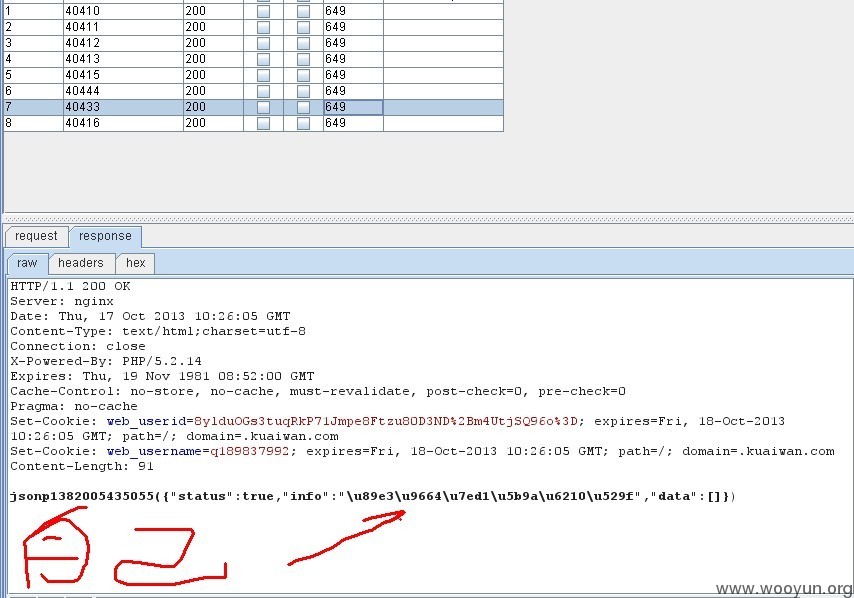 1 40410 200 649
2 40411 200 649
3 40412 200 649
4 40413 200 649
5 40415 200 649
6 40444 200 649
7 40433 200 649
8 40416 200 649
request response
raw headers hex
HTTP/1.1 200 OK
Server: nginx
Date: Thu, 17 Oct 2013 10:26:05 GMT
Content-Type: text/html;charset=utf-8
Connection: close
X-Powered-By: PHP/5.2.14
Expires: Thu, 19 Nov 1981 08:52:00 GMT
Cache-Control: no-store, no-cache, must-revalidate, post-check=0, pre-check=0
Pragma: no-cache
Set-Cookie: web_userid=8ylduOGs3tuqRkP71Jmpe8Ftzu80D3ND%2Bm4UtjSQ96o%3D; expires=Fri, 18-Oct-2013
10:26:05 GMT; path=/; domain=.kuaiwan.com
Set-Cookie: web_username=q189837992; expires=Fri, 18-Oct-2013 10:26:05 GMT; path=/; domain=.kuaiwan.com
Content-Length: 91
jsonp1382005435055({"status":true,"info":"\u89e3\u9664\u7ed1\u5b9a\u6210\u529f","data":[]})
自己
www.wooyun.org